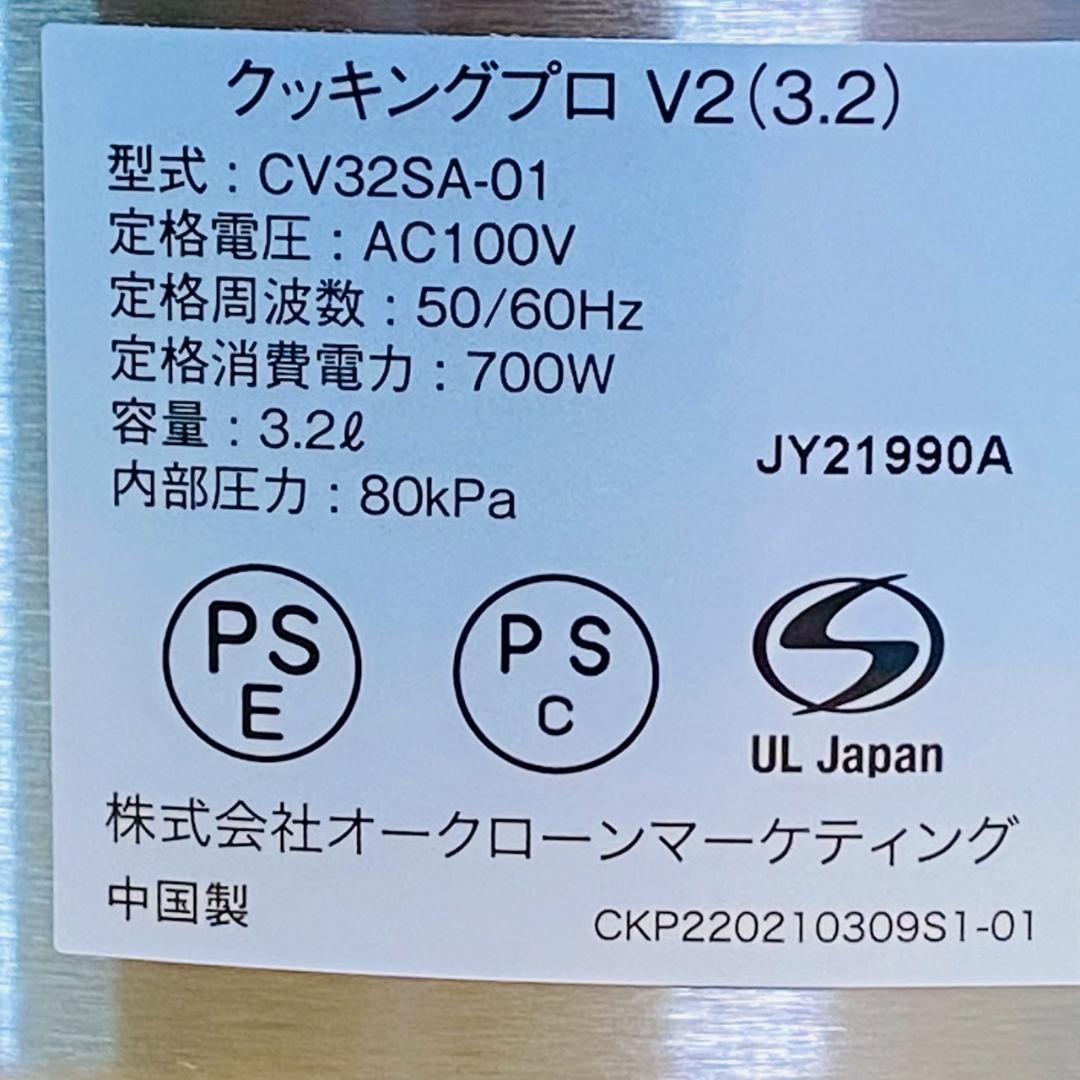 クッキングプロ V2(3.2)
型式：CV32SA-01
定格電圧：AC100V
定格周波数：50/60Hz
定格消費電力：700W
容量：3.2ℓ
内部圧力：80kPa
JY21990A
PS
E
PS
C
S
UL Japan
株式会社オークローンマーケティング
中国製
CKP220210309S1-01